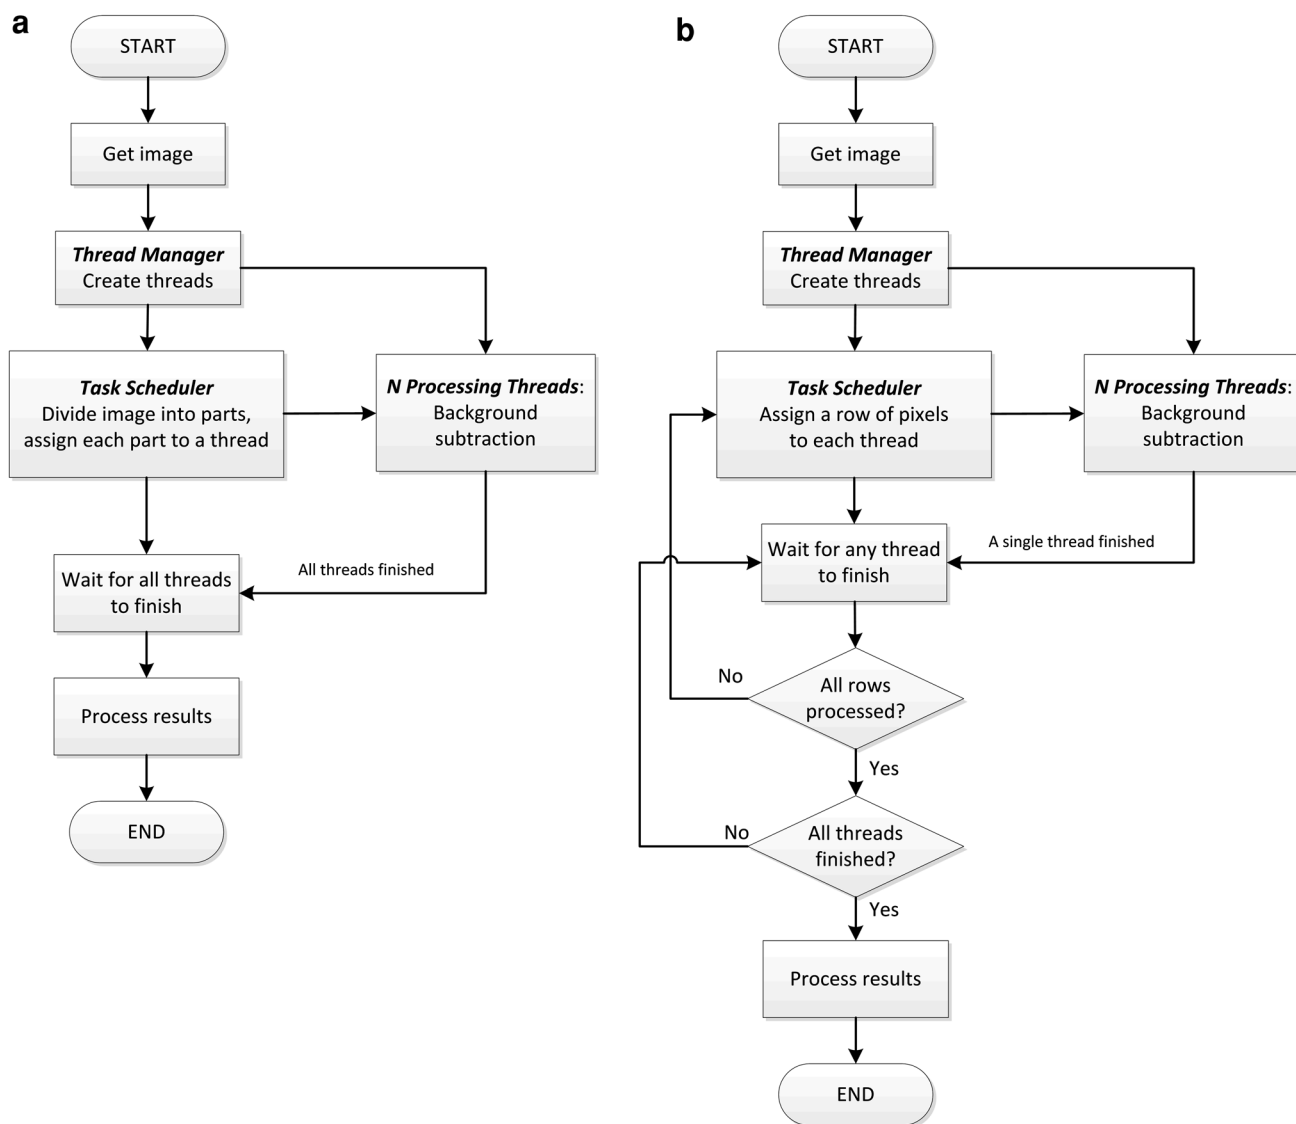 a
START
Get image
Thread Manager
Create threads
Task Scheduler
Divide image into parts,
assign each part to a thread
N Processing Threads:
Background
subtraction
Wait for all threads
to finish
All threads finished
Process results
END
b
START
Get image
Thread Manager
Create threads
Task Scheduler
Assign a row of pixels
to each thread
N Processing Threads:
Background
subtraction
Wait for any thread
to finish
A single thread finished
No
All rows
processed?
Yes
No
All threads
finished?
Yes
Process results
END